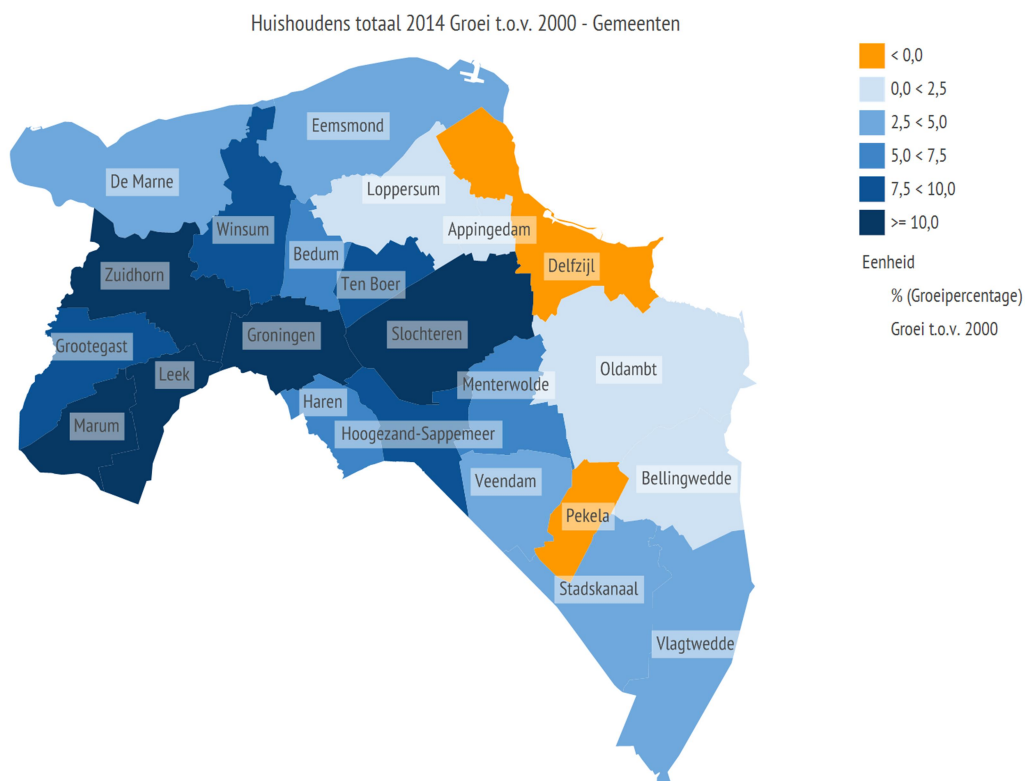 Huishoudens totaal 2014 Groei t.o.v. 2000 - Gemeenten
< 0,0
0,0 < 2,5
2,5 < 5,0
5,0 < 7,5
7,5 < 10,0
>= 10,0
Eenheid
% (Groeipercentage)
Groei t.o.v. 2000
Eemsmond
De Marne
Loppersum
Winsum
Appingedam
Bedum
Delfzijl
Zuidhorn
Ten Boer
Groningen
Slochteren
Grootegast
Leek
Oldambt
Menterwolde
Haren
Marum
Hoogezand-Sappemeer
Veendam
Bellingwedde
Pekela
Stadskanaal
Vlagtwedde